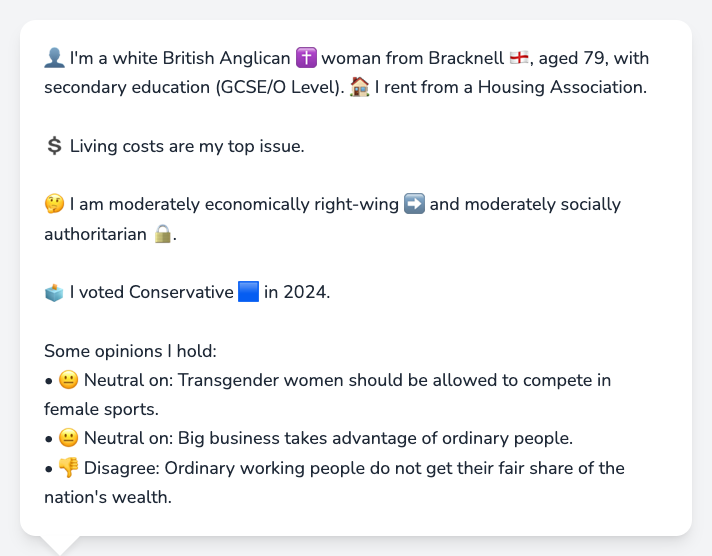 👤 I'm a white British Anglican ✝️ woman from Bracknell 🏴󠁧󠁢󠁥󠁮󠁧󠁿, aged 79, with
secondary education (GCSE/O Level). 🏠 I rent from a Housing Association.
💲 Living costs are my top issue.
🤔 I am moderately economically right-wing ➡️ and moderately socially
authoritarian 🔒.
🗳️ I voted Conservative 🟦 in 2024.
Some opinions I hold:
• 😐 Neutral on: Transgender women should be allowed to compete in
female sports.
• 😐 Neutral on: Big business takes advantage of ordinary people.
• 👎 Disagree: Ordinary working people do not get their fair share of the
nation's wealth.